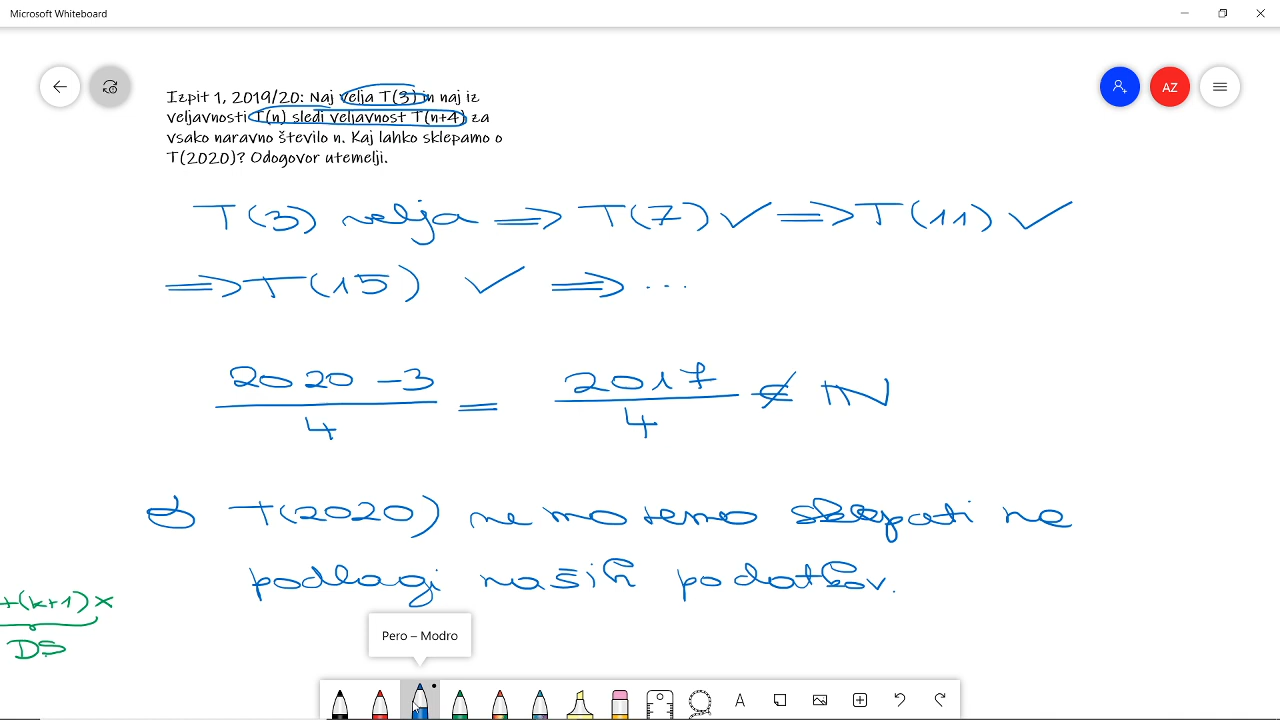 Microsoft Whiteboard
AZ
Izpit 1, 2019/20: Naj velja T(3) in naj iz
veljavnosti T(n) sledi veljavnost T(n+4) za
vsako naravno število n. Kaj lahko sklepamo o
T(2020)? Odogovor utemelji.
T(3) velja ⟹ T(7) ✓ ⟹ T(11) ✓
⟹ T(15) ✓ ⟹ ...
(2020 - 3)/4 = 2017/4 ∉ ℕ
O T(2020) ne moremo sklepati na
podlagi naših podatkov.
+(k+1)x
DS
Pero – Modro
A